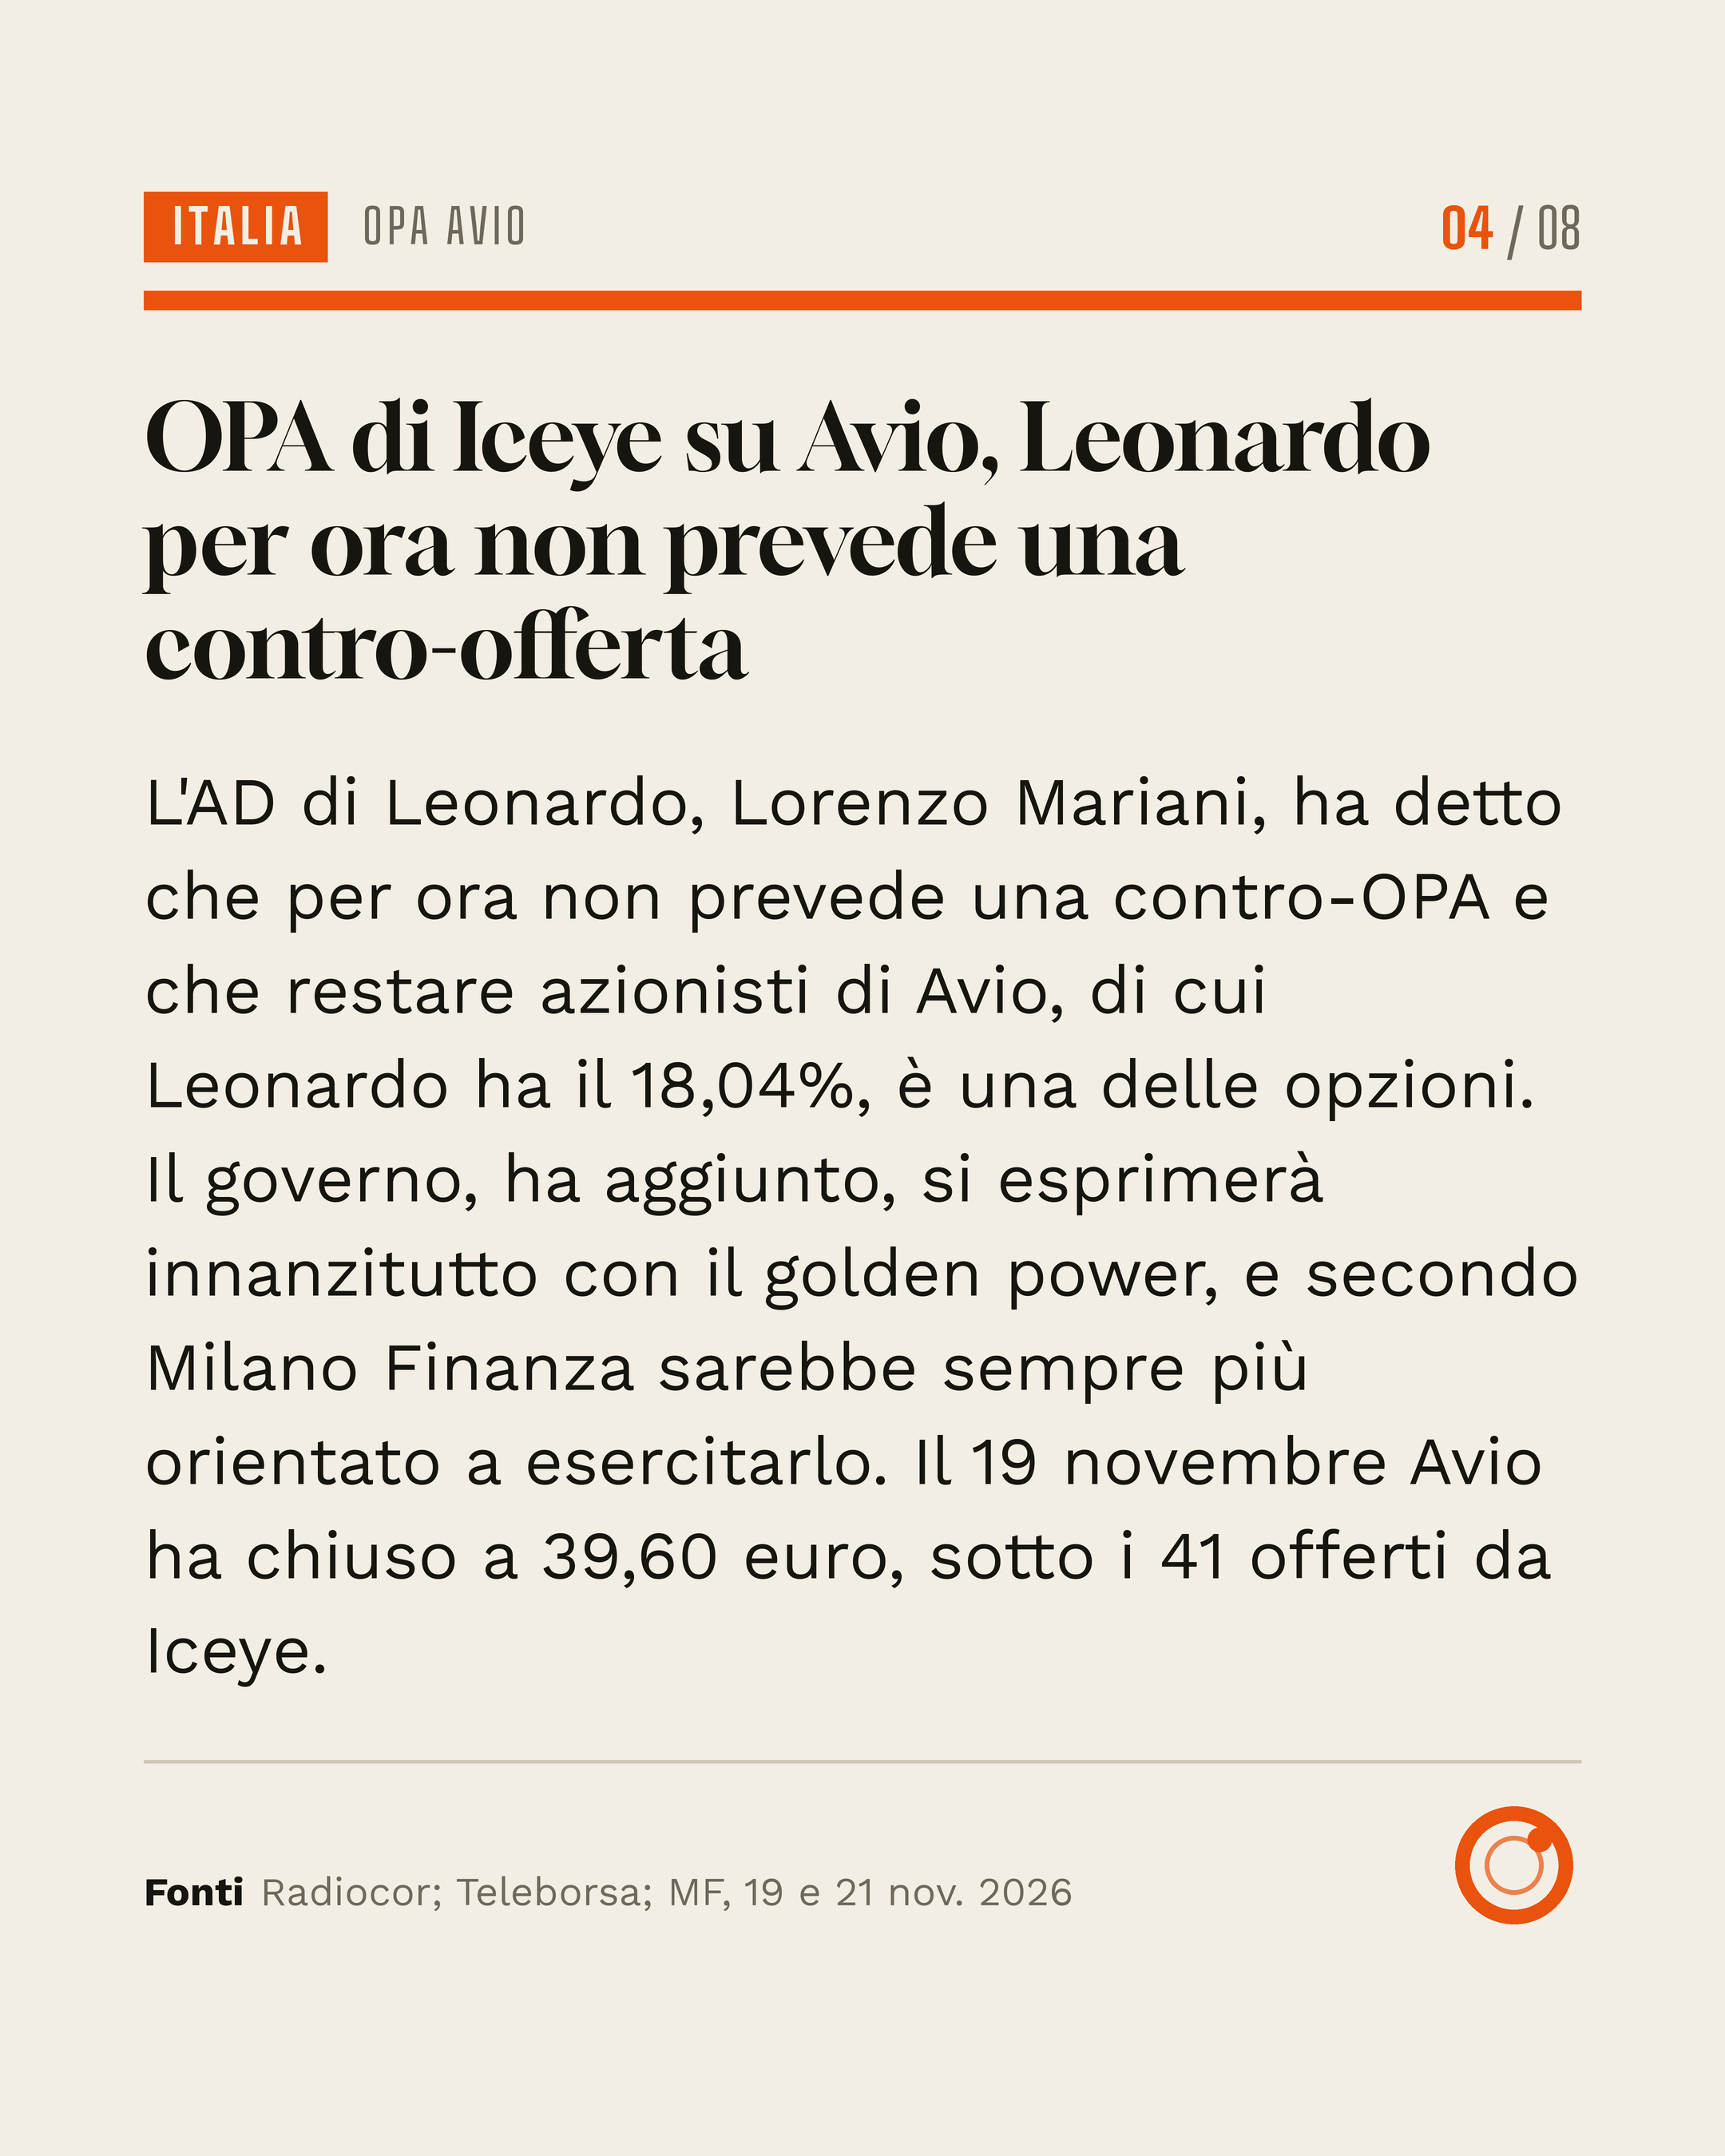 ITALIA OPA AVIO 04 / 08
OPA di Iceye su Avio, Leonardo
per ora non prevede una
contro-offerta
L'AD di Leonardo, Lorenzo Mariani, ha detto
che per ora non prevede una contro-OPA e
che restare azionisti di Avio, di cui
Leonardo ha il 18,04%, è una delle opzioni.
Il governo, ha aggiunto, si esprimerà
innanzitutto con il golden power, e secondo
Milano Finanza sarebbe sempre più
orientato a esercitarlo. Il 19 novembre Avio
ha chiuso a 39,60 euro, sotto i 41 offerti da
Iceye.
Fonti Radiocor; Teleborsa; MF, 19 e 21 nov. 2026